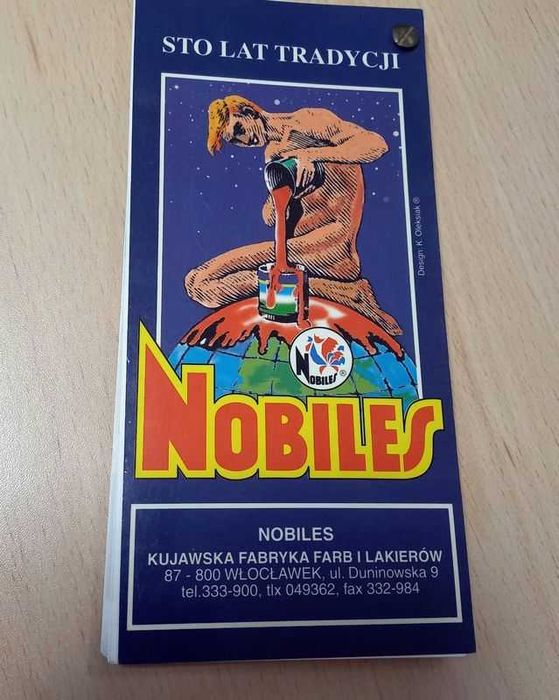 STO LAT TRADYCJI
Design: K. Oleksiak ®
NOBILES ®
NOBILES
NOBILES
KUJAWSKA FABRYKA FARB I LAKIERÓW
87 - 800 WŁOCŁAWEK, ul. Duninowska 9
tel.333-900, tlx 049362, fax 332-984